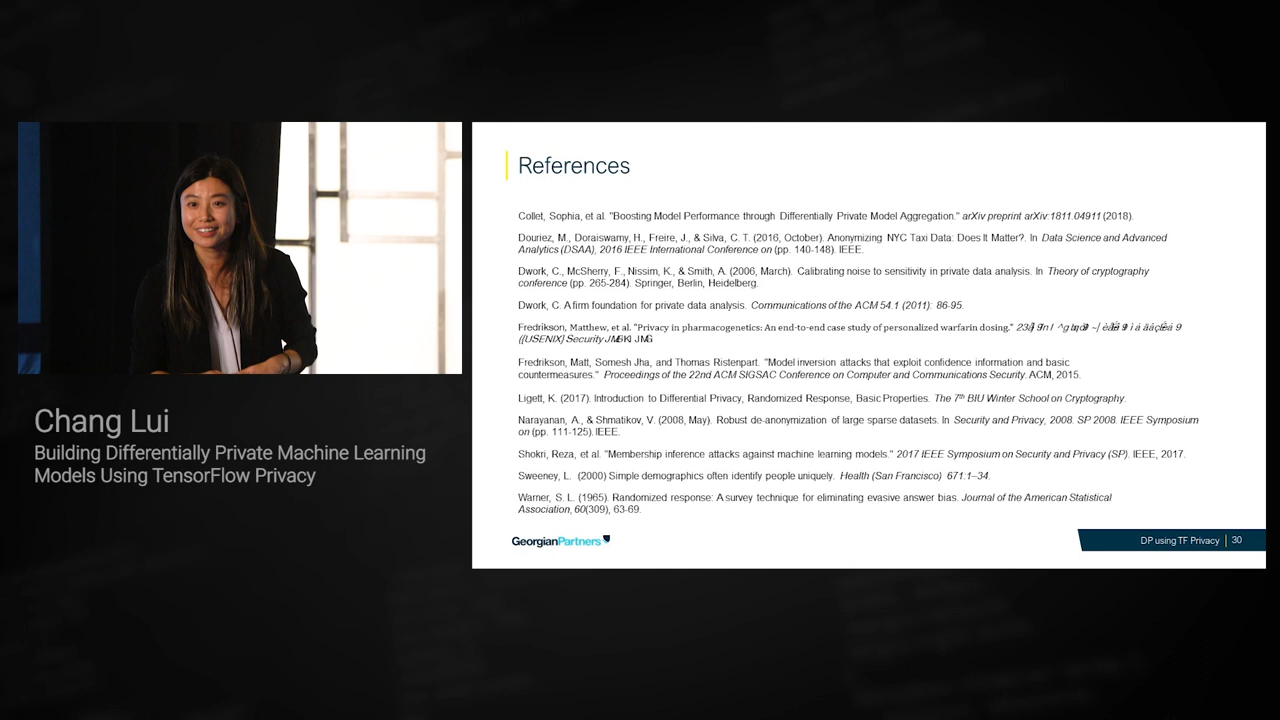 Chang Lui
Building Differentially Private Machine Learning
Models Using TensorFlow Privacy
References
Collet, Sophia, et al. "Boosting Model Performance through Differentially Private Model Aggregation." arXiv preprint arXiv:1811.04911 (2018).
Douriez, M., Doraiswamy, H., Freire, J., & Silva, C. T. (2016, October). Anonymizing NYC Taxi Data: Does It Matter?. In Data Science and Advanced
Analytics (DSAA), 2016 IEEE International Conference on (pp. 140-148). IEEE.
Dwork, C., McSherry, F., Nissim, K., & Smith, A. (2006, March). Calibrating noise to sensitivity in private data analysis. In Theory of cryptography
conference (pp. 265-284). Springer, Berlin, Heidelberg.
Dwork, C. A firm foundation for private data analysis. Communications of the ACM 54.1 (2011): 86-95.
Fredrikson, Matthew, et al. "Privacy in pharmacogenetics: An end-to-end case study of personalized warfarin dosing."
([USENIX] Security
Fredrikson, Matt, Somesh Jha, and Thomas Ristenpart. "Model inversion attacks that exploit confidence information and basic
countermeasures." Proceedings of the 22nd ACM SIGSAC Conference on Computer and Communications Security. ACM, 2015.
Ligett, K. (2017). Introduction to Differential Privacy, Randomized Response, Basic Properties. The 7th BIU Winter School on Cryptography.
Narayanan, A., & Shmatikov, V. (2008, May). Robust de-anonymization of large sparse datasets. In Security and Privacy, 2008. SP 2008. IEEE Symposium
on (pp. 111-125). IEEE.
Shokri, Reza, et al. "Membership inference attacks against machine learning models." 2017 IEEE Symposium on Security and Privacy (SP). IEEE, 2017.
Sweeney, L. (2000) Simple demographics often identify people uniquely. Health (San Francisco) 671:1–34.
Warner, S. L. (1965). Randomized response: A survey technique for eliminating evasive answer bias. Journal of the American Statistical
Association, 60(309), 63-69.
GeorgianPartners
DP using TF Privacy | 30